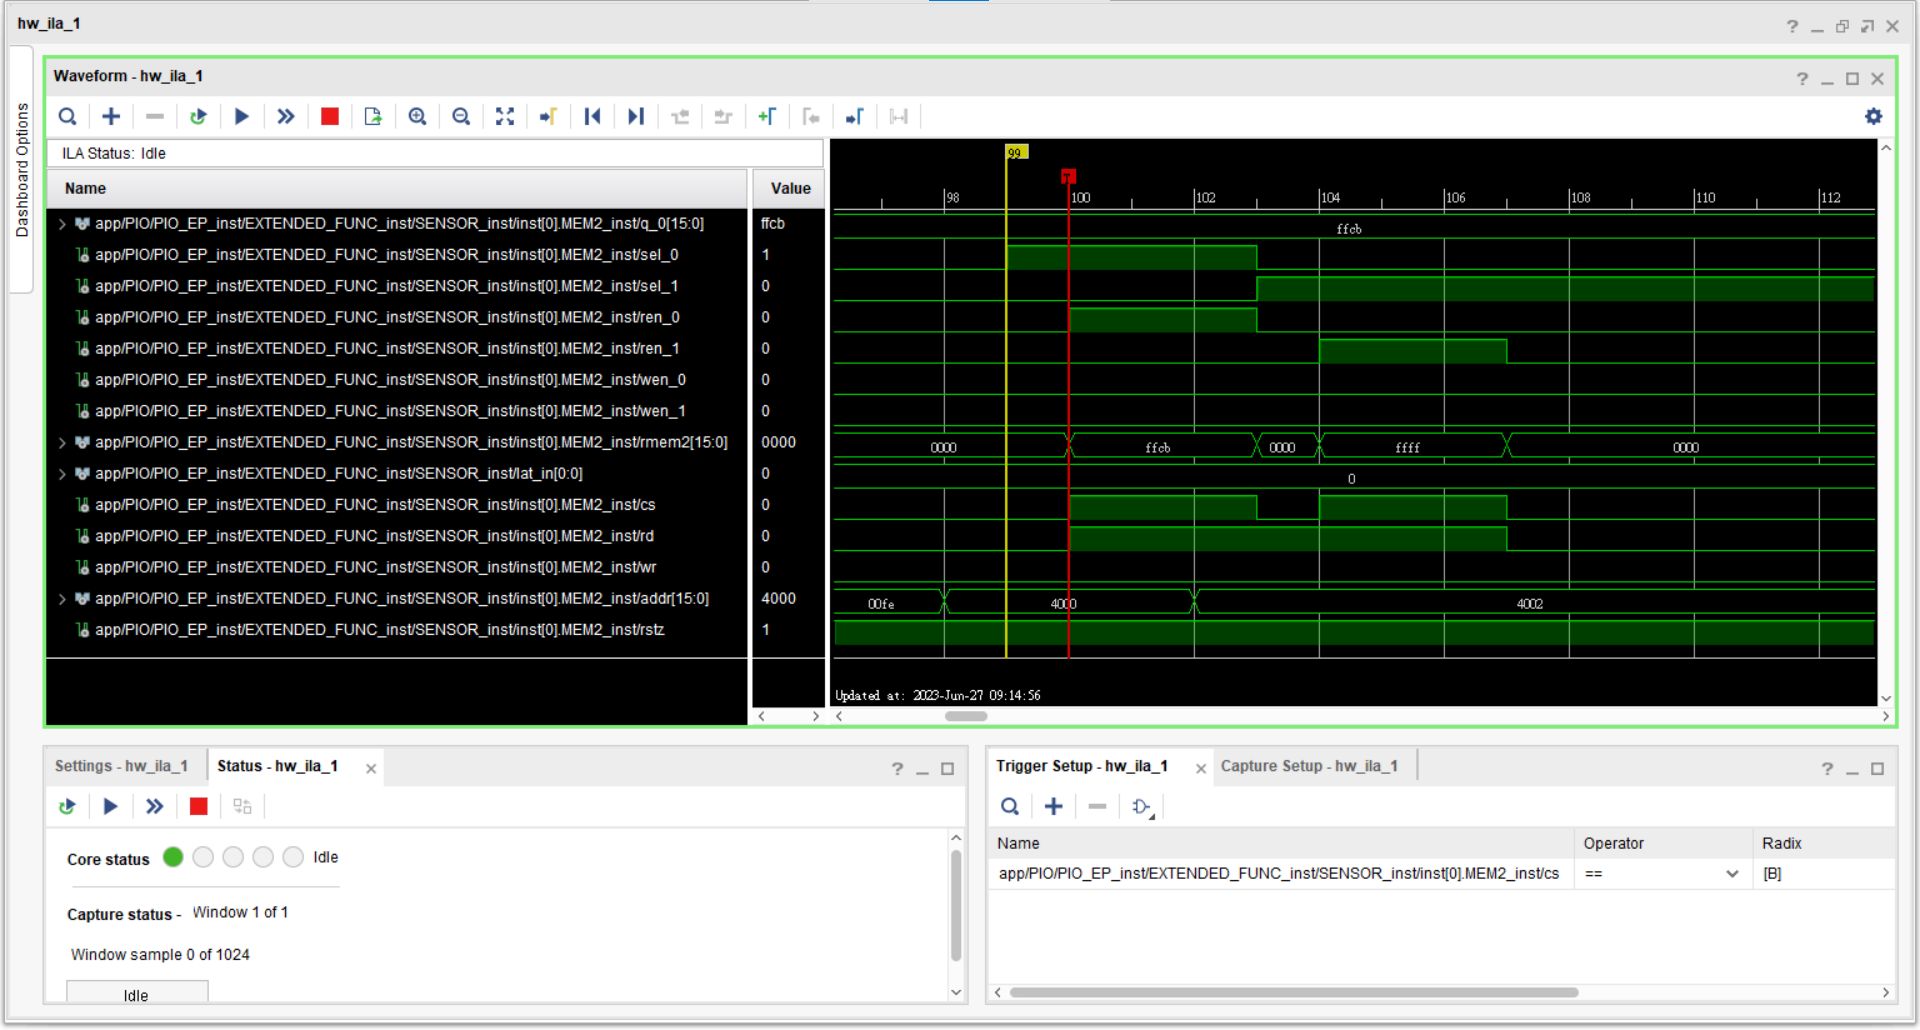 hw_ila_1
Dashboard Options
Waveform - hw_ila_1
ILA Status: Idle
Name Value
app/PIO/PIO_EP_inst/EXTENDED_FUNC_inst/SENSOR_inst/inst[0].MEM2_inst/q_0[15:0] ffcb
app/PIO/PIO_EP_inst/EXTENDED_FUNC_inst/SENSOR_inst/inst[0].MEM2_inst/sel_0 1
app/PIO/PIO_EP_inst/EXTENDED_FUNC_inst/SENSOR_inst/inst[0].MEM2_inst/sel_1 0
app/PIO/PIO_EP_inst/EXTENDED_FUNC_inst/SENSOR_inst/inst[0].MEM2_inst/ren_0 0
app/PIO/PIO_EP_inst/EXTENDED_FUNC_inst/SENSOR_inst/inst[0].MEM2_inst/ren_1 0
app/PIO/PIO_EP_inst/EXTENDED_FUNC_inst/SENSOR_inst/inst[0].MEM2_inst/wen_0 0
app/PIO/PIO_EP_inst/EXTENDED_FUNC_inst/SENSOR_inst/inst[0].MEM2_inst/wen_1 0
app/PIO/PIO_EP_inst/EXTENDED_FUNC_inst/SENSOR_inst/inst[0].MEM2_inst/rmem2[15:0] 0000
app/PIO/PIO_EP_inst/EXTENDED_FUNC_inst/SENSOR_inst/lat_in[0:0] 0
app/PIO/PIO_EP_inst/EXTENDED_FUNC_inst/SENSOR_inst/inst[0].MEM2_inst/cs 0
app/PIO/PIO_EP_inst/EXTENDED_FUNC_inst/SENSOR_inst/inst[0].MEM2_inst/rd 0
app/PIO/PIO_EP_inst/EXTENDED_FUNC_inst/SENSOR_inst/inst[0].MEM2_inst/wr 0
app/PIO/PIO_EP_inst/EXTENDED_FUNC_inst/SENSOR_inst/inst[0].MEM2_inst/addr[15:0] 4000
app/PIO/PIO_EP_inst/EXTENDED_FUNC_inst/SENSOR_inst/inst[0].MEM2_inst/rstz 1
99
T
98 100 102 104 106 108 110 112
ffcb
0000 ffcb 0000 ffff 0000
0
00fe 4000 4002
Updated at: 2023-Jun-27 09:14:56
Settings - hw_ila_1 Status - hw_ila_1
Core status Idle
Capture status - Window 1 of 1
Window sample 0 of 1024
Idle
Trigger Setup - hw_ila_1 Capture Setup - hw_ila_1
Name Operator Radix
app/PIO/PIO_EP_inst/EXTENDED_FUNC_inst/SENSOR_inst/inst[0].MEM2_inst/cs == [B]